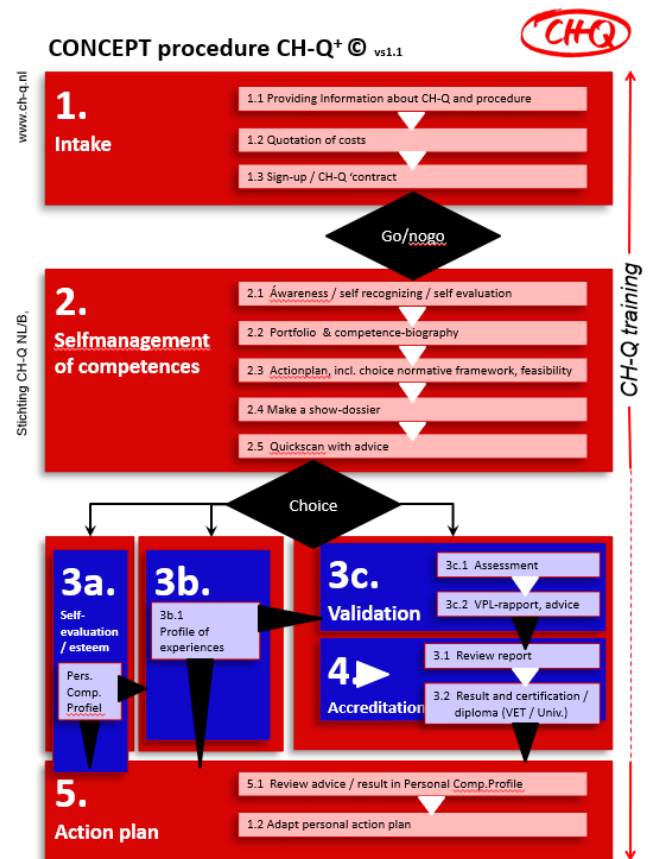 CH-Q
CONCEPT procedure CH-Q⁺ © vs1.1
www.ch-q.nl
1.
Intake
1.1 Providing Information about CH-Q and procedure
1.2 Quotation of costs
1.3 Sign-up / CH-Q ‘contract
Go/nogo
CH-Q training
Stichting CH-Q NL/B,
2.
Selfmanagement
of competences
2.1 Áwareness / self recognizing / self evaluation
2.2 Portfolio & competence-biography
2.3 Actionplan, incl. choice normative framework, feasibility
2.4 Make a show-dossier
2.5 Quickscan with advice
Choice
3a.
Self-
evaluation
/ esteem
Pers.
Comp.
Profiel
3b.
3b.1
Profile of
experiences
3c.
Validation
3c.1 Assessment
3c.2 VPL-rapport, advice
4.
Accreditation
3.1 Review report
3.2 Result and certification /
diploma (VET / Univ.)
5.
Action plan
5.1 Review advice / result in Personal Comp.Profile
1.2 Adapt personal action plan